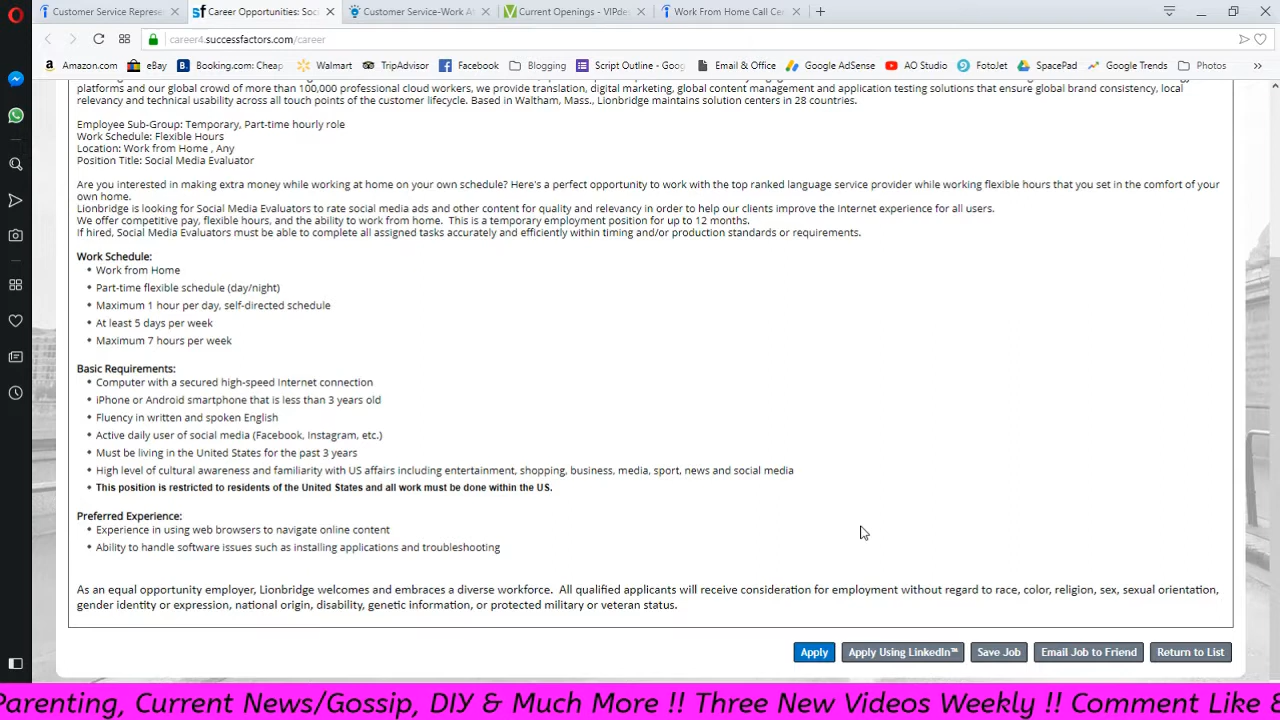 Customer Service Represe
Career Opportunities: Soci
Customer Service-Work A
Current Openings - VIPdes
Work From Home Call Ce
career4.successfactors.com/career
Amazon.com
eBay
Booking.com: Cheap
Walmart
TripAdvisor
Facebook
Blogging
Script Outline - Goog
Email & Office
Google AdSense
AO Studio
FotoJet
SpacePad
Google Trends
Photos
platforms and our global crowd of more than 100,000 professional cloud workers, we provide translation, digital marketing, global content management and application testing solutions that ensure global brand consistency, local
relevancy and technical usability across all touch points of the customer lifecycle. Based in Waltham, Mass., Lionbridge maintains solution centers in 28 countries.
Employee Sub-Group: Temporary, Part-time hourly role
Work Schedule: Flexible Hours
Location: Work from Home , Any
Position Title: Social Media Evaluator
Are you interested in making extra money while working at home on your own schedule? Here's a perfect opportunity to work with the top ranked language service provider while working flexible hours that you set in the comfort of your
own home.
Lionbridge is looking for Social Media Evaluators to rate social media ads and other content for quality and relevancy in order to help our clients improve the Internet experience for all users.
We offer competitive pay, flexible hours, and the ability to work from home.  This is a temporary employment position for up to 12 months.
If hired, Social Media Evaluators must be able to complete all assigned tasks accurately and efficiently within timing and/or production standards or requirements.
Work Schedule:
• Work from Home
• Part-time flexible schedule (day/night)
• Maximum 1 hour per day, self-directed schedule
• At least 5 days per week
• Maximum 7 hours per week
Basic Requirements:
• Computer with a secured high-speed Internet connection
• iPhone or Android smartphone that is less than 3 years old
• Fluency in written and spoken English
• Active daily user of social media (Facebook, Instagram, etc.)
• Must be living in the United States for the past 3 years
• High level of cultural awareness and familiarity with US affairs including entertainment, shopping, business, media, sport, news and social media
• This position is restricted to residents of the United States and all work must be done within the US.
Preferred Experience:
• Experience in using web browsers to navigate online content
• Ability to handle software issues such as installing applications and troubleshooting
As an equal opportunity employer, Lionbridge welcomes and embraces a diverse workforce.  All qualified applicants will receive consideration for employment without regard to race, color, religion, sex, sexual orientation,
gender identity or expression, national origin, disability, genetic information, or protected military or veteran status.
Apply
Apply Using LinkedIn™
Save Job
Email Job to Friend
Return to List
Parenting, Current News/Gossip, DIY & Much More !! Three New Videos Weekly !! Comment Like &